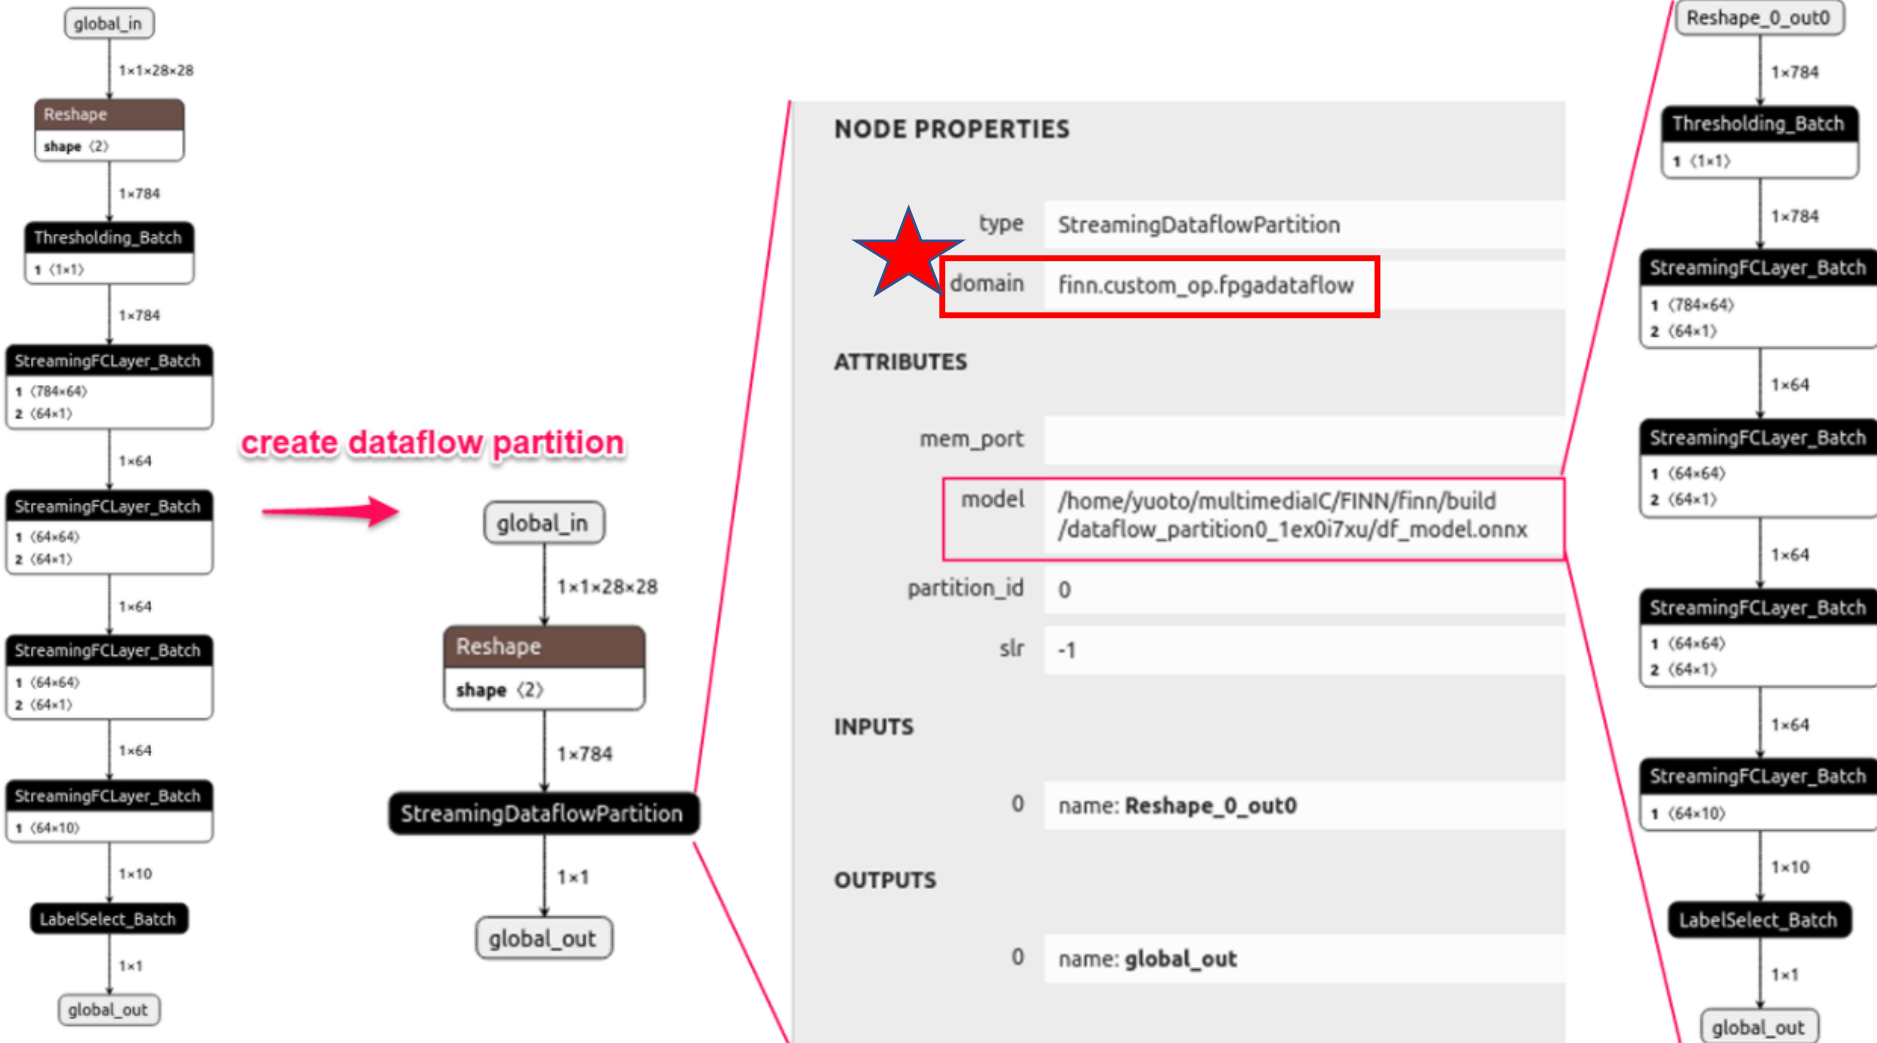 global_in
1×1×28×28
Reshape
shape ⟨2⟩
1×784
Thresholding_Batch
1 ⟨1×1⟩
1×784
StreamingFCLayer_Batch
1 ⟨784×64⟩
2 ⟨64×1⟩
1×64
StreamingFCLayer_Batch
1 ⟨64×64⟩
2 ⟨64×1⟩
1×64
StreamingFCLayer_Batch
1 ⟨64×64⟩
2 ⟨64×1⟩
1×64
StreamingFCLayer_Batch
1 ⟨64×10⟩
1×10
LabelSelect_Batch
1×1
global_out
create dataflow partition
global_in
1×1×28×28
Reshape
shape ⟨2⟩
1×784
StreamingDataflowPartition
1×1
global_out
NODE PROPERTIES
type StreamingDataflowPartition
domain finn.custom_op.fpgadataflow
ATTRIBUTES
mem_port
model /home/yuoto/multimediaIC/FINN/finn/build
/dataflow_partition0_1ex0i7xu/df_model.onnx
partition_id 0
slr -1
INPUTS
0 name: Reshape_0_out0
OUTPUTS
0 name: global_out
Reshape_0_out0
1×784
Thresholding_Batch
1 ⟨1×1⟩
1×784
StreamingFCLayer_Batch
1 ⟨784×64⟩
2 ⟨64×1⟩
1×64
StreamingFCLayer_Batch
1 ⟨64×64⟩
2 ⟨64×1⟩
1×64
StreamingFCLayer_Batch
1 ⟨64×64⟩
2 ⟨64×1⟩
1×64
StreamingFCLayer_Batch
1 ⟨64×10⟩
1×10
LabelSelect_Batch
1×1
global_out